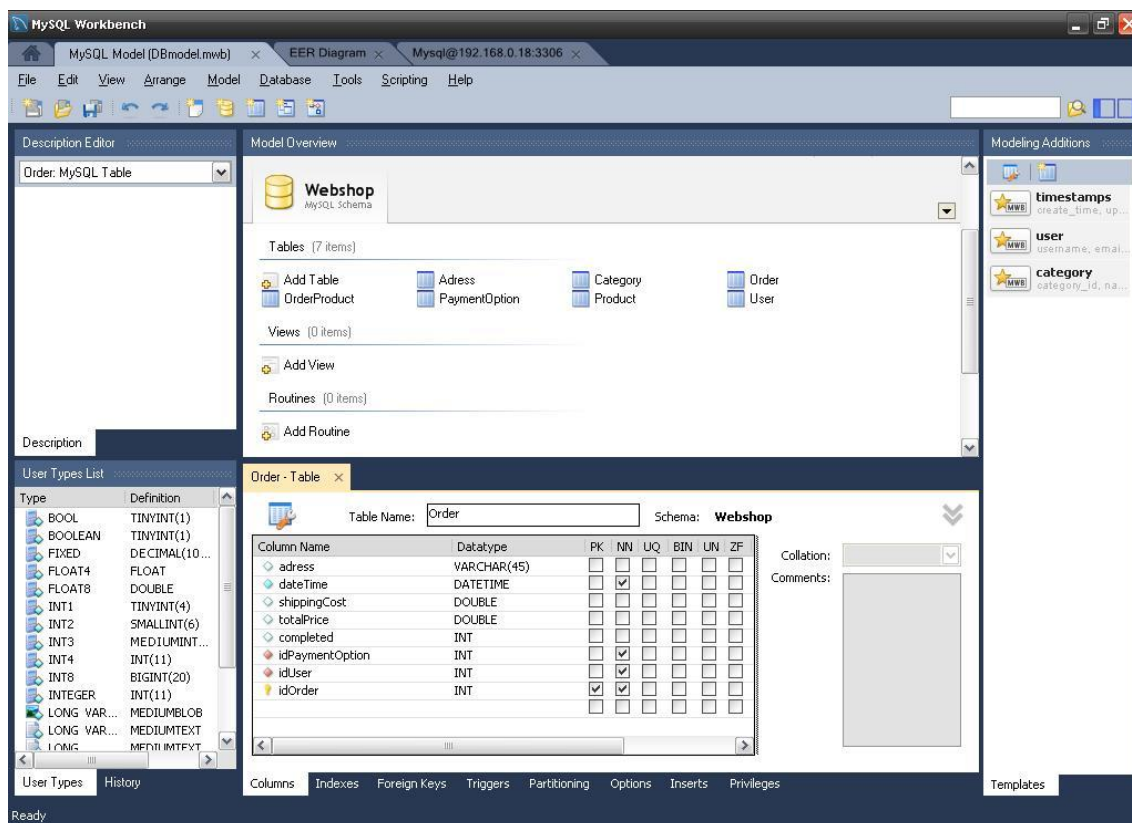 MySQL Workbench
MySQL Model (DBmodel.mwb) × EER Diagram × Mysql@192.168.0.18:3306 ×
File Edit View Arrange Model Database Tools Scripting Help
Description Editor
Order: MySQL Table
Description
Model Overview
Webshop
MySQL Schema
Tables (7 items)
Add Table Adress Category Order
OrderProduct PaymentOption Product User
Views (0 items)
Add View
Routines (0 items)
Add Routine
Modeling Additions
timestamps
create_time, up...
user
username, emai...
category
category_id, na...
Templates
User Types List
Type Definition
BOOL TINYINT(1)
BOOLEAN TINYINT(1)
FIXED DECIMAL(10...
FLOAT4 FLOAT
FLOAT8 DOUBLE
INT1 TINYINT(4)
INT2 SMALLINT(6)
INT3 MEDIUMINT...
INT4 INT(11)
INT8 BIGINT(20)
INTEGER INT(11)
LONG VAR... MEDIUMBLOB
LONG VAR... MEDIUMTEXT
LONG MEDIUMTEXT
User Types History
Order - Table ×
Table Name: Order Schema: Webshop
Column Name Datatype PK NN UQ BIN UN ZF
adress VARCHAR(45)
dateTime DATETIME
shippingCost DOUBLE
totalPrice DOUBLE
completed INT
idPaymentOption INT
idUser INT
idOrder INT
Collation:
Comments:
Columns Indexes Foreign Keys Triggers Partitioning Options Inserts Privileges
Ready